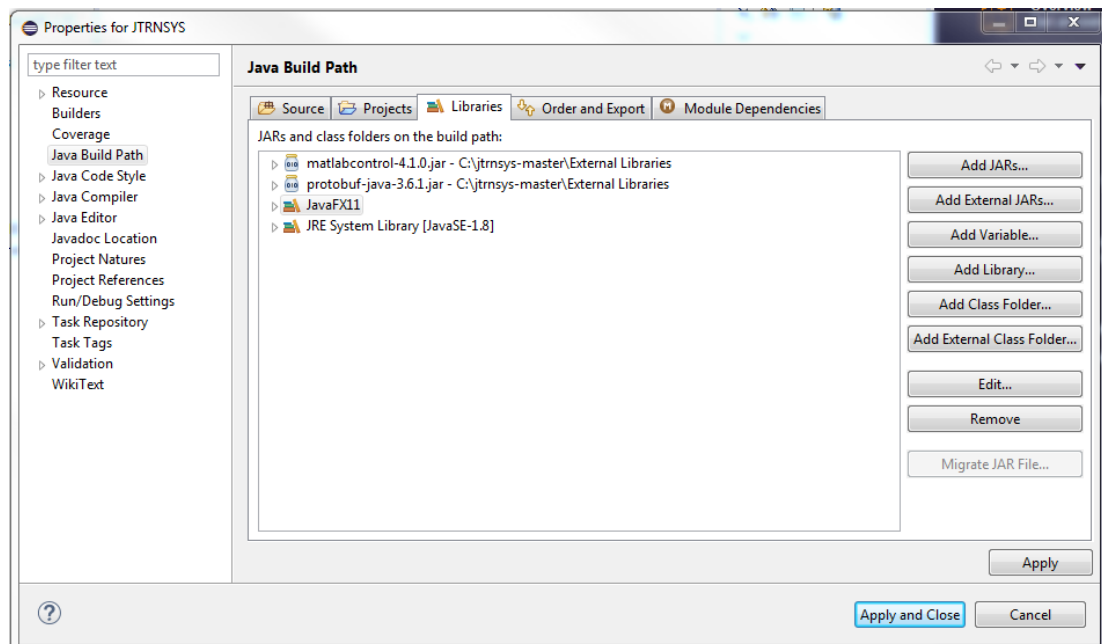 Properties for JTRNSYS
type filter text
Resource
Builders
Coverage
Java Build Path
Java Code Style
Java Compiler
Java Editor
Javadoc Location
Project Natures
Project References
Run/Debug Settings
Task Repository
Task Tags
Validation
WikiText
Java Build Path
Source Projects Libraries Order and Export Module Dependencies
JARs and class folders on the build path:
matlabcontrol-4.1.0.jar - C:\jtrnsys-master\External Libraries
protobuf-java-3.6.1.jar - C:\jtrnsys-master\External Libraries
JavaFX11
JRE System Library [JavaSE-1.8]
Add JARs...
Add External JARs...
Add Variable...
Add Library...
Add Class Folder...
Add External Class Folder...
Edit...
Remove
Migrate JAR File...
Apply
Apply and Close Cancel